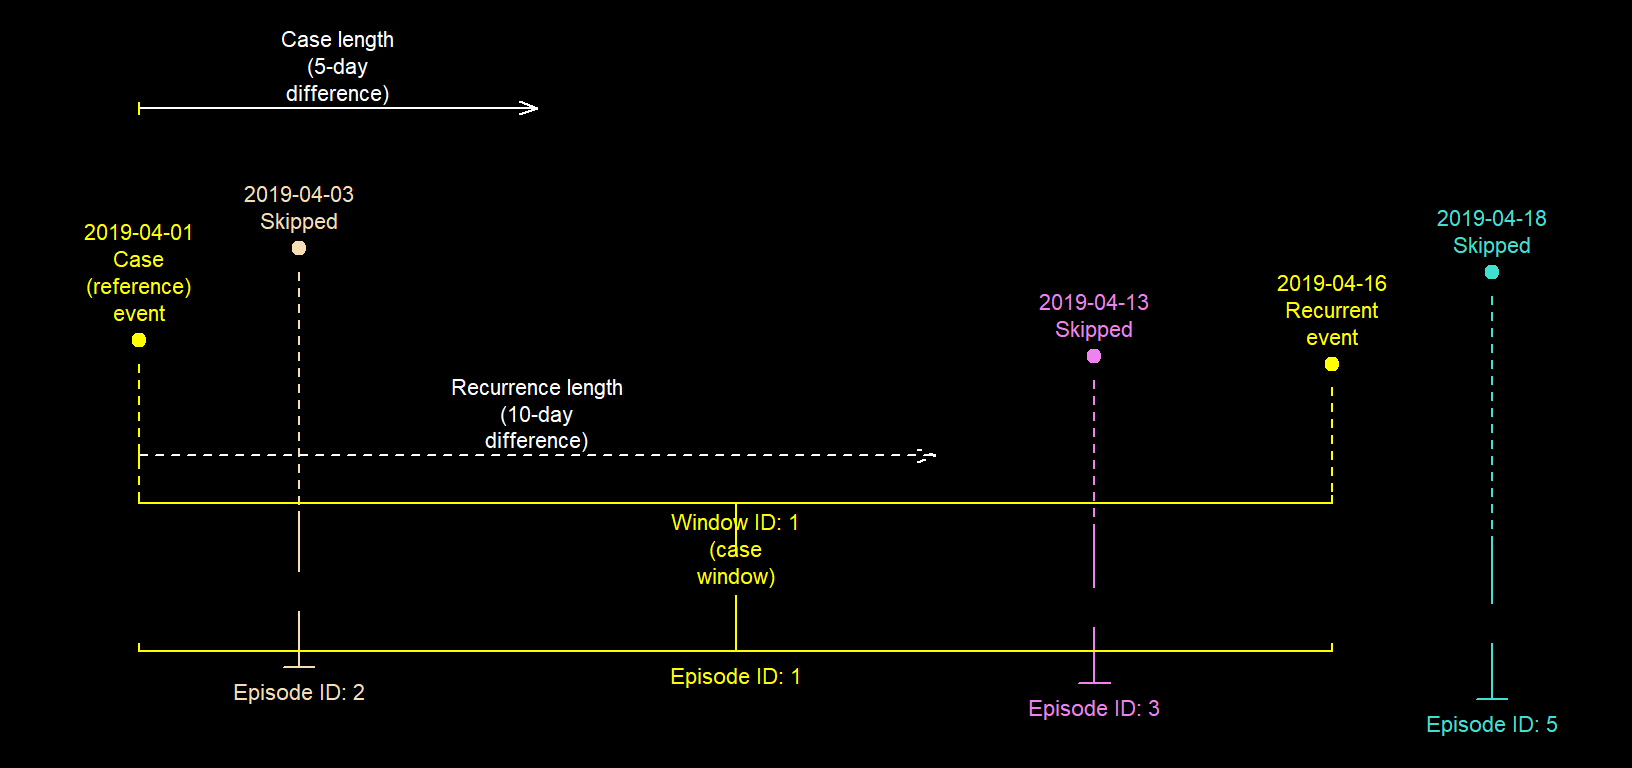 Case length
(5-day
difference)
2019-04-03
Skipped
2019-04-01
Case
(reference)
event
2019-04-18
Skipped
2019-04-16
Recurrent
event
2019-04-13
Skipped
Recurrence length
(10-day
difference)
Window ID: 1
(case
window)
Episode ID: 1
Episode ID: 2
Episode ID: 3
Episode ID: 5